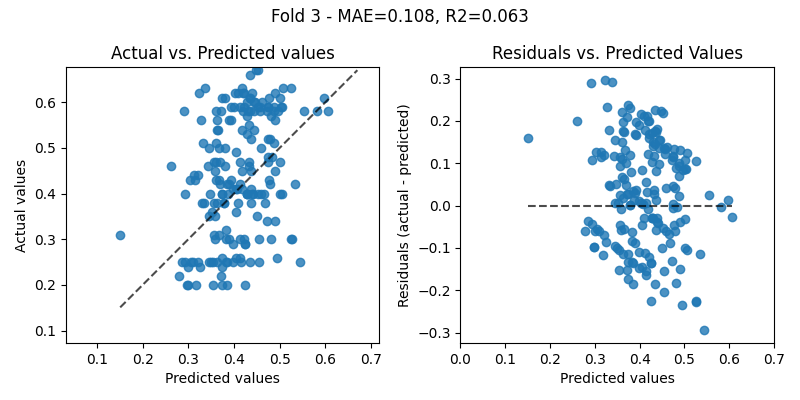 Fold 3 - MAE=0.108, R2=0.063
Actual vs. Predicted values
0.6
0.5
0.4
0.3
0.2
0.1
Actual values
0.1 0.2 0.3 0.4 0.5 0.6 0.7
Predicted values
Residuals vs. Predicted Values
0.3
0.2
0.1
0.0
−0.1
−0.2
−0.3
Residuals (actual - predicted)
0.0 0.1 0.2 0.3 0.4 0.5 0.6 0.7
Predicted values